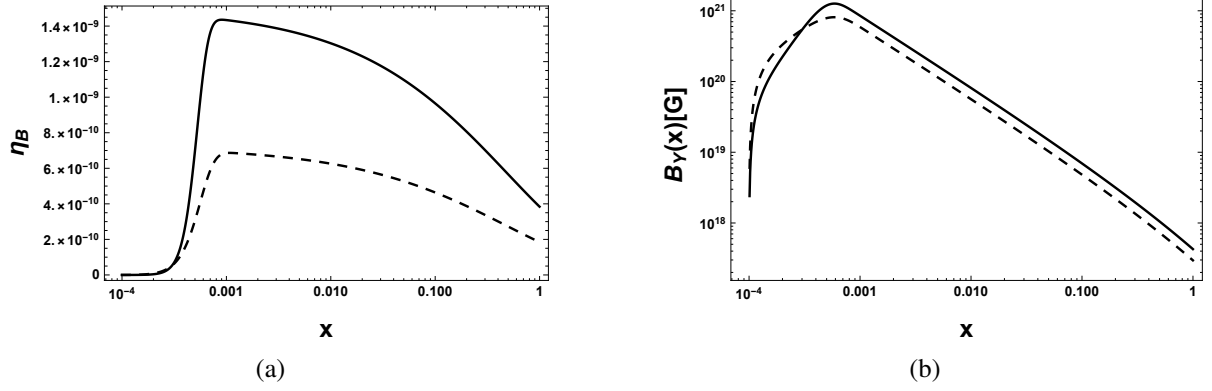 1.4×10⁻⁹
1.2×10⁻⁹
1.×10⁻⁹
8.×10⁻¹⁰
6.×10⁻¹⁰
4.×10⁻¹⁰
2.×10⁻¹⁰
0
η_B
10⁻⁴ 0.001 0.010 0.100 1
x
(a)
10²¹
10²⁰
10¹⁹
10¹⁸
B_Y(x)[G]
10⁻⁴ 0.001 0.010 0.100 1
x
(b)